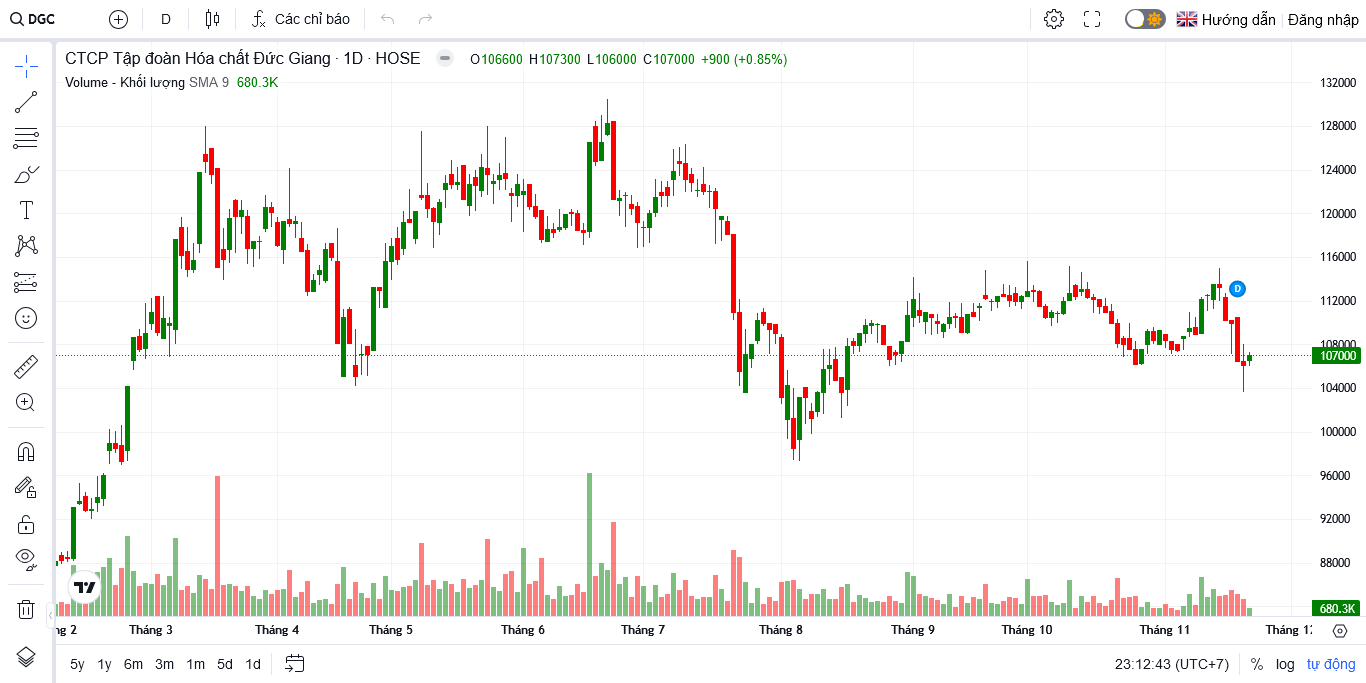 DGC D Các chỉ báo Hướng dẫn Đăng nhập
CTCP Tập đoàn Hóa chất Đức Giang · 1D · HOSE O106600 H107300 L106000 C107000 +900 (+0.85%)
Volume - Khối lượng SMA 9 680.3K
132000
128000
124000
120000
116000
112000
D
108000
107000
104000
100000
96000
92000
88000
680.3K
ng 2 Tháng 3 Tháng 4 Tháng 5 Tháng 6 Tháng 7 Tháng 8 Tháng 9 Tháng 10 Tháng 11 Tháng 12
5y 1y 6m 3m 1m 5d 1d 23:12:43 (UTC+7) % log tự động